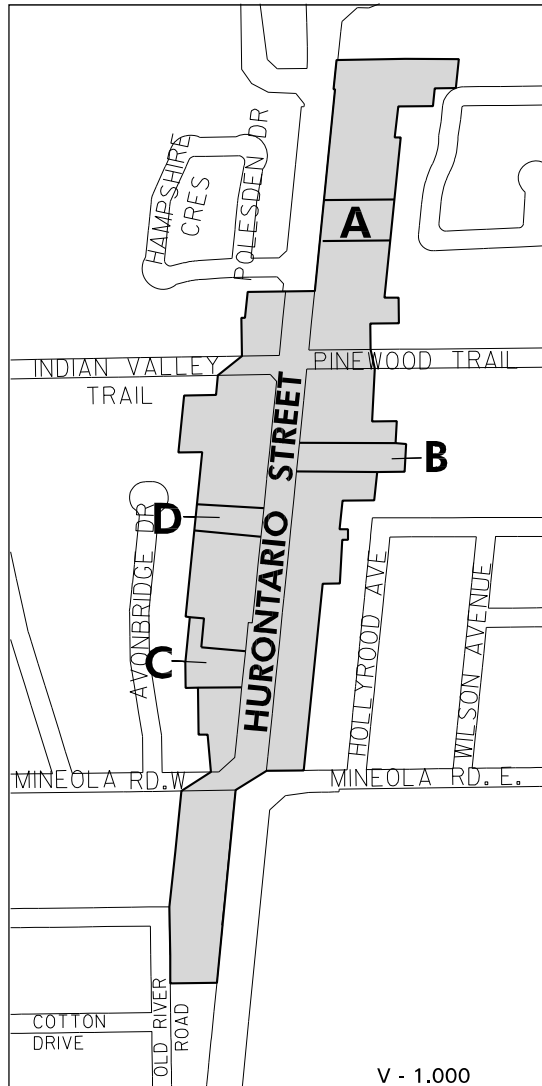 HAMPSHIRE
CRES
POLESDEN DR
A
INDIAN VALLEY
TRAIL
PINEWOOD TRAIL
HURONTARIO STREET
B
D
AVONBRIDGE DR
C
HOLLYROOD AVE
WILSON AVENUE
MINEOLA RD.W
MINEOLA RD. E.
OLD RIVER
ROAD
COTTON
DRIVE
V - 1.000